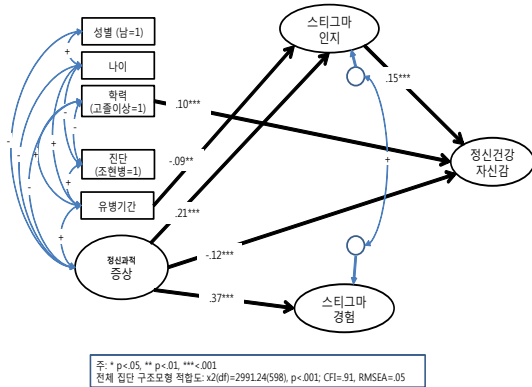 성별 (남=1)
나이
학력
(고졸이상=1)
진단
(조현병=1)
유병기간
정신과적
증상
스티그마
인지
정신건강
자신감
스티그마
경험
.15***
.10***
-.09**
.21***
-.12***
.37***
+
-
-
-
-
-
+
+
+
+
+
주: * p<.05, ** p<.01, ***<.001
전체 집단 구조모형 적합도: x2(df)=2991.24(598), p<.001; CFI=.91, RMSEA=.05